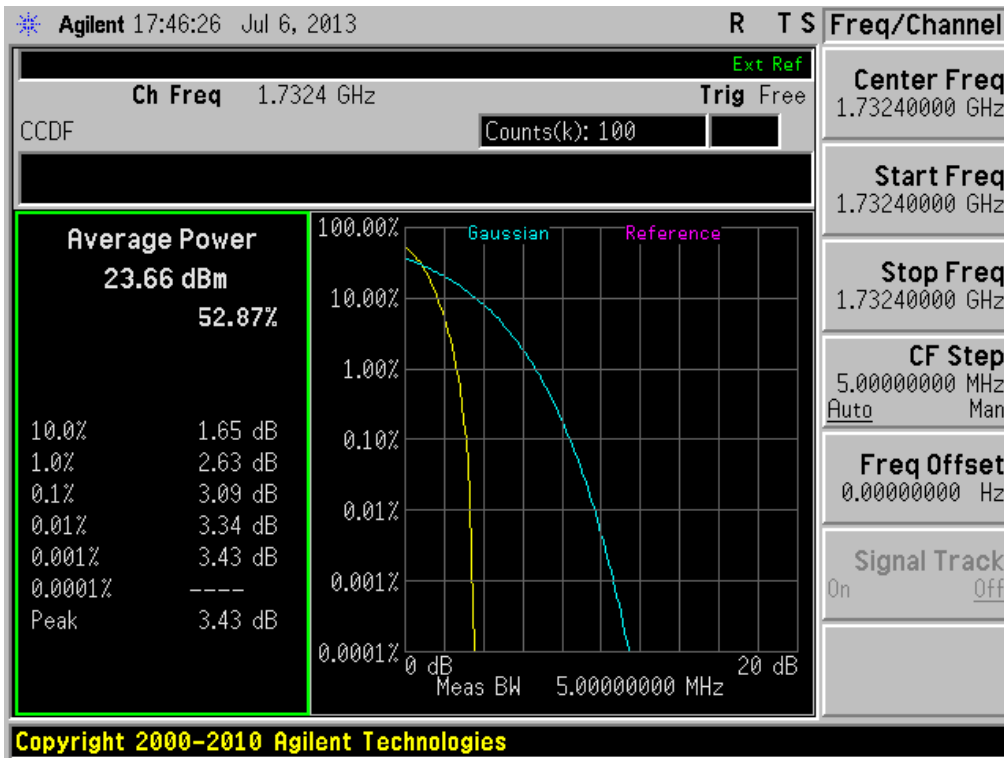 Agilent 17:46:26 Jul 6, 2013 R T S
Freq/Channel
Ext Ref
Ch Freq 1.7324 GHz Trig Free
CCDF Counts(k): 100
Average Power
23.66 dBm
52.87%
10.0% 1.65 dB
1.0% 2.63 dB
0.1% 3.09 dB
0.01% 3.34 dB
0.001% 3.43 dB
0.0001% ----
Peak 3.43 dB
Gaussian Reference
100.00%
10.00%
1.00%
0.10%
0.01%
0.001%
0.0001%
0 dB 20 dB
Meas BW 5.00000000 MHz
Center Freq
1.73240000 GHz
Start Freq
1.73240000 GHz
Stop Freq
1.73240000 GHz
CF Step
5.00000000 MHz
Auto Man
Freq Offset
0.00000000 Hz
Signal Track
On Off
Copyright 2000-2010 Agilent Technologies